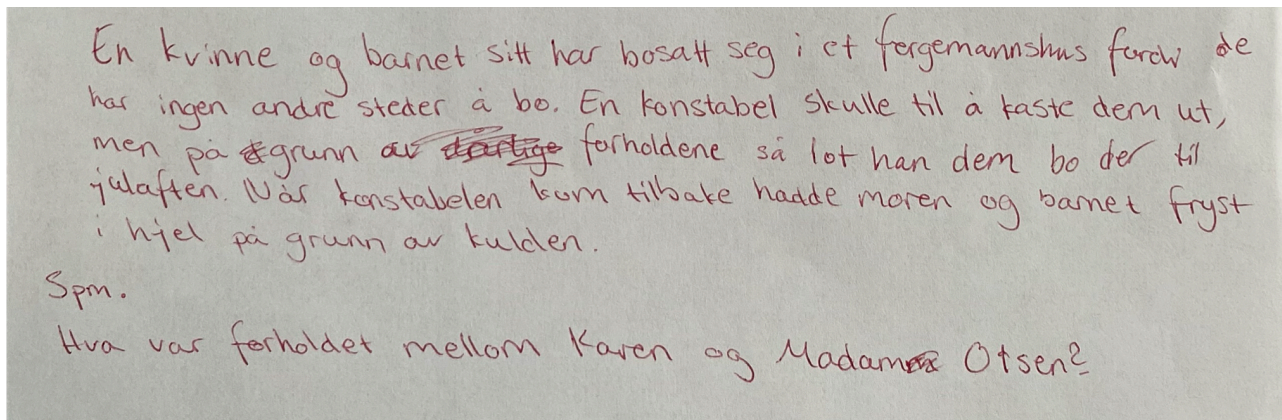 En kvinne og barnet sitt har bosatt seg i et fergemannshus fordi de
har ingen andre steder å bo. En konstabel skulle til å kaste dem ut,
men på grunn av forholdene så lot han dem bo der til
julaften. Når konstabelen kom tilbake hadde moren og barnet fryst
i hjel på grunn av kulden.
Spm.
Hva var forholdet mellom Karen og Madam Otsen?